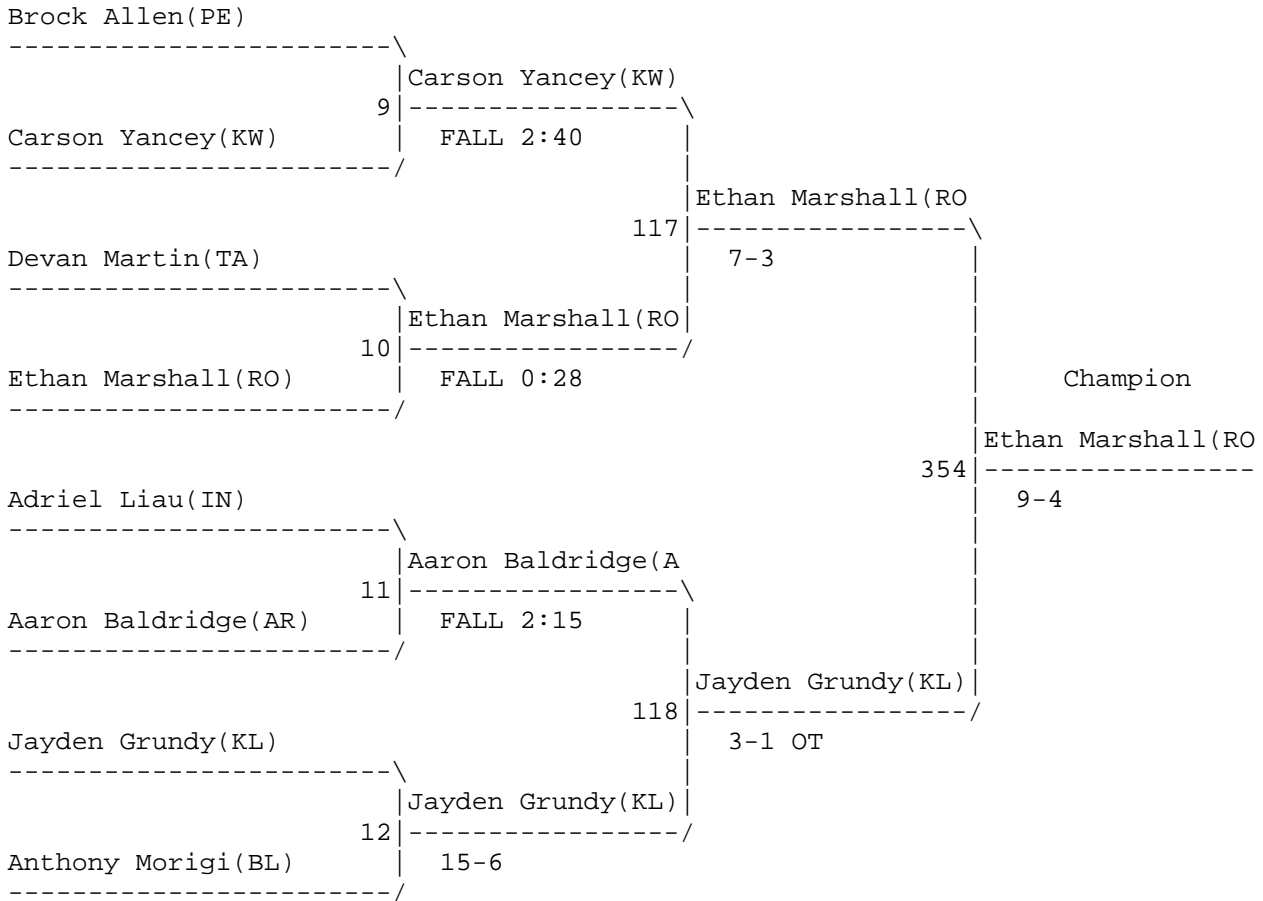 Brock Allen(PE)
------------------------\
|Carson Yancey(KW)
9|-----------------\
Carson Yancey(KW) | FALL 2:40 |
------------------------/ |
|Ethan Marshall(RO
117|-----------------\
Devan Martin(TA) | 7-3 |
------------------------\ | |
|Ethan Marshall(RO| |
10|-----------------/ |
Ethan Marshall(RO) | FALL 0:28 | Champion
------------------------/ |
|Ethan Marshall(RO
354|-----------------
Adriel Liau(IN) | 9-4
------------------------\ |
|Aaron Baldridge(A |
11|-----------------\ |
Aaron Baldridge(AR) | FALL 2:15 | |
------------------------/ | |
|Jayden Grundy(KL)|
118|-----------------/
Jayden Grundy(KL) | 3-1 OT
------------------------\ |
|Jayden Grundy(KL)|
12|-----------------/
Anthony Morigi(BL) | 15-6
------------------------/